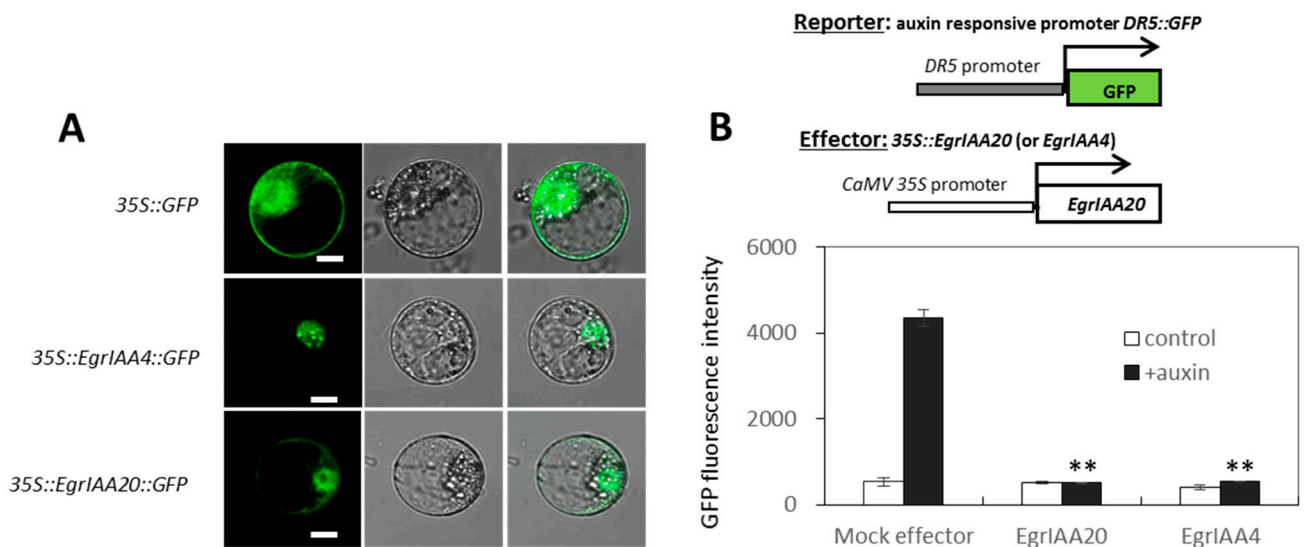 A
35S::GFP
35S::EgrIAA4::GFP
35S::EgrIAA20::GFP
Reporter: auxin responsive promoter DR5::GFP
DR5 promoter
GFP
B
Effector: 35S::EgrIAA20 (or EgrIAA4)
CaMV 35S promoter
EgrIAA20
GFP fluorescence intensity
6000
4000
2000
0
control
+auxin
**
**
Mock effector
EgrIAA20
EgrIAA4